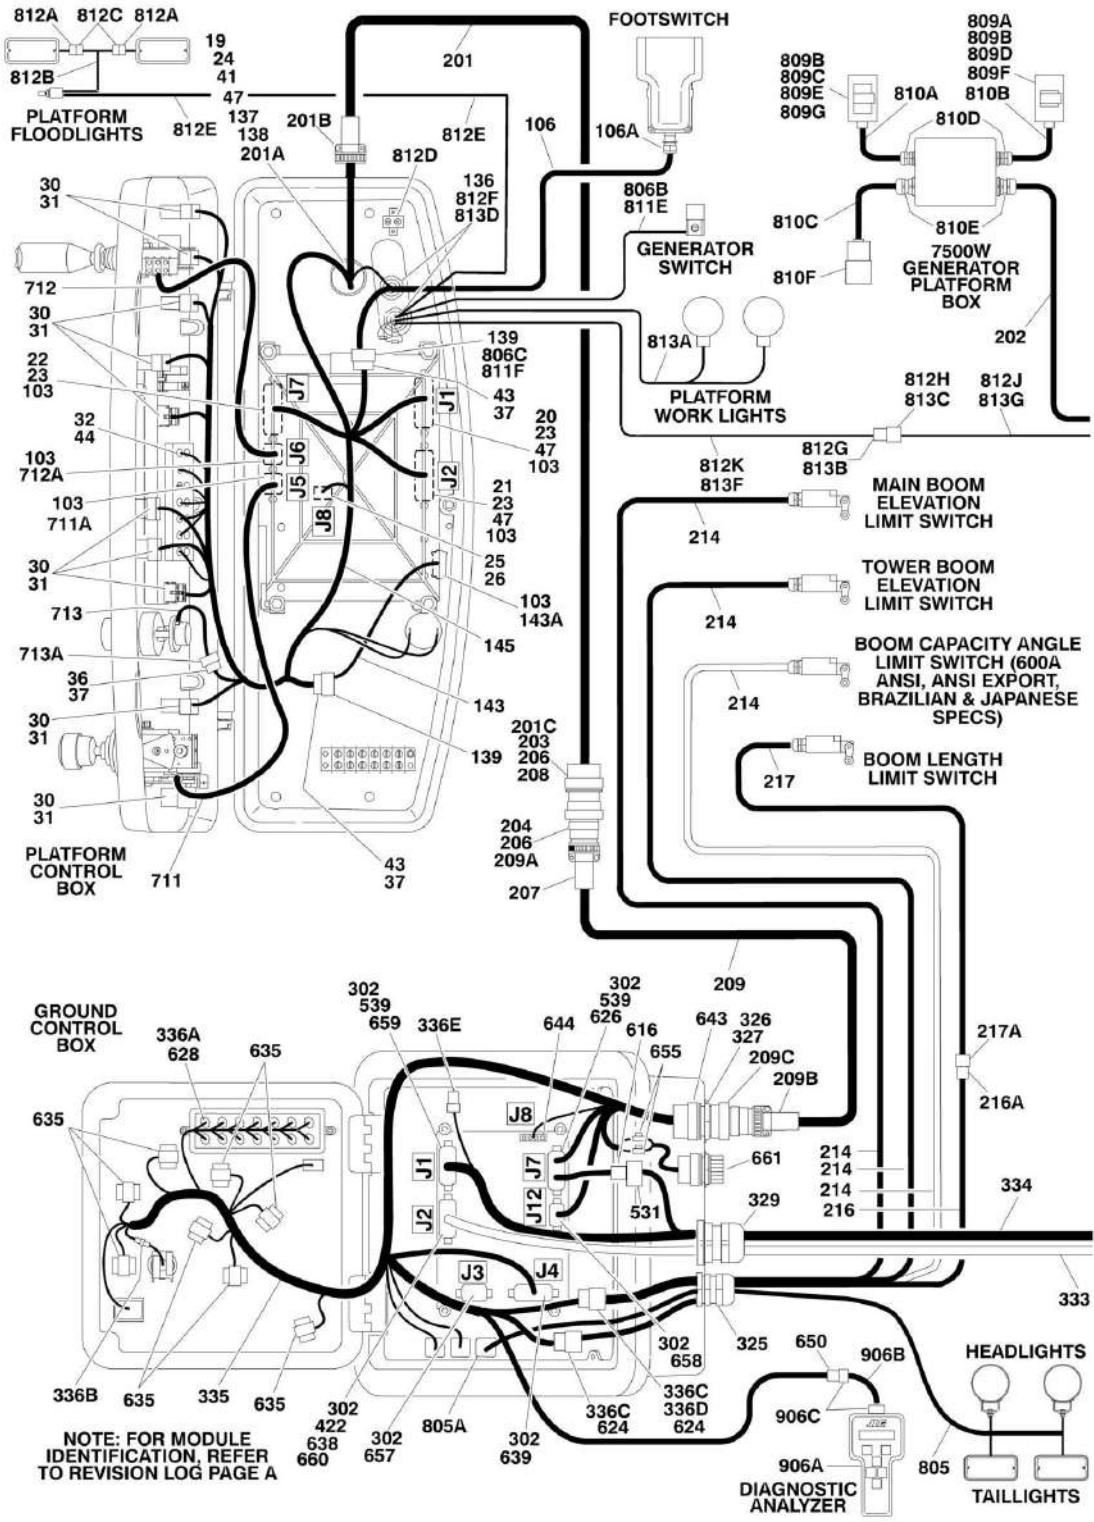 812A 812C 812A
812B
PLATFORM
FLOODLIGHTS
812E
19
24
41
47
137
138
201A
201B
201
812E
812D
136
812F
813D
106
FOOTSWITCH
106A
806B
811E
GENERATOR
SWITCH
809B
809C
809E
809G
810A
809A
809B
809D
809F
810B
810D
810C
810E
810F
7500W
GENERATOR
PLATFORM
BOX
202
30
31
712
30
31
22
23
103
32
44
103
712A
103
711A
30
31
713
713A
36
37
30
31
30
31
PLATFORM
CONTROL
BOX
711
J7
J6
J5
J8
J1
J2
139
806C
811F
43
37
20
23
47
103
21
23
47
103
25
26
103
143A
145
143
139
43
37
813A
PLATFORM
WORK LIGHTS
812H
813C
812J
813G
812G
813B
812K
813F
214
MAIN BOOM
ELEVATION
LIMIT SWITCH
214
TOWER BOOM
ELEVATION
LIMIT SWITCH
214
BOOM CAPACITY ANGLE
LIMIT SWITCH (600A
ANSI, ANSI EXPORT,
BRAZILIAN & JAPANESE
SPECS)
217
BOOM LENGTH
LIMIT SWITCH
201C
203
206
208
204
206
209A
207
209
GROUND
CONTROL
BOX
336A
628
635
635
302
539
659
336E
644
302
539
626
616
655
643
326
327
209C
209B
217A
216A
J8
J1
J7
J2
J12
J3
J4
661
531
329
214
214
214
216
334
333
325
302
658
336B
635
335
635
302
422
638
660
302
657
805A
302
639
336C
624
336C
336D
624
650
906B
906C
906A
JLG
DIAGNOSTIC
ANALYZER
805
HEADLIGHTS
TAILLIGHTS
NOTE: FOR MODULE
IDENTIFICATION, REFER
TO REVISION LOG PAGE A